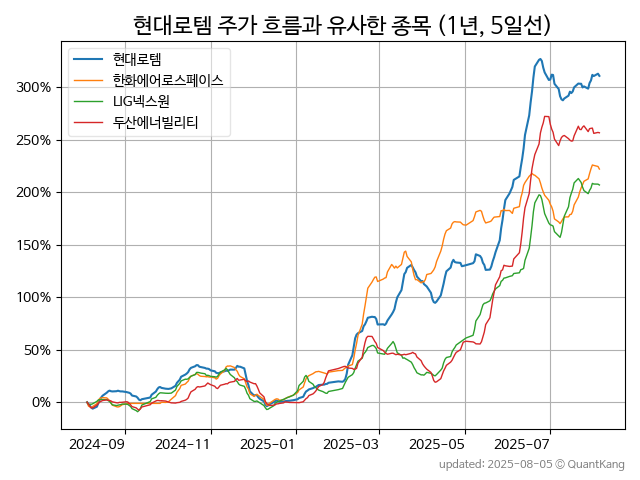 현대로템 주가 흐름과 유사한 종목 (1년, 5일선)
현대로템
한화에어로스페이스
LIG넥스원
두산에너빌리티
300%
250%
200%
150%
100%
50%
0%
2024-09 2024-11 2025-01 2025-03 2025-05 2025-07
updated: 2025-08-05 © QuantKang